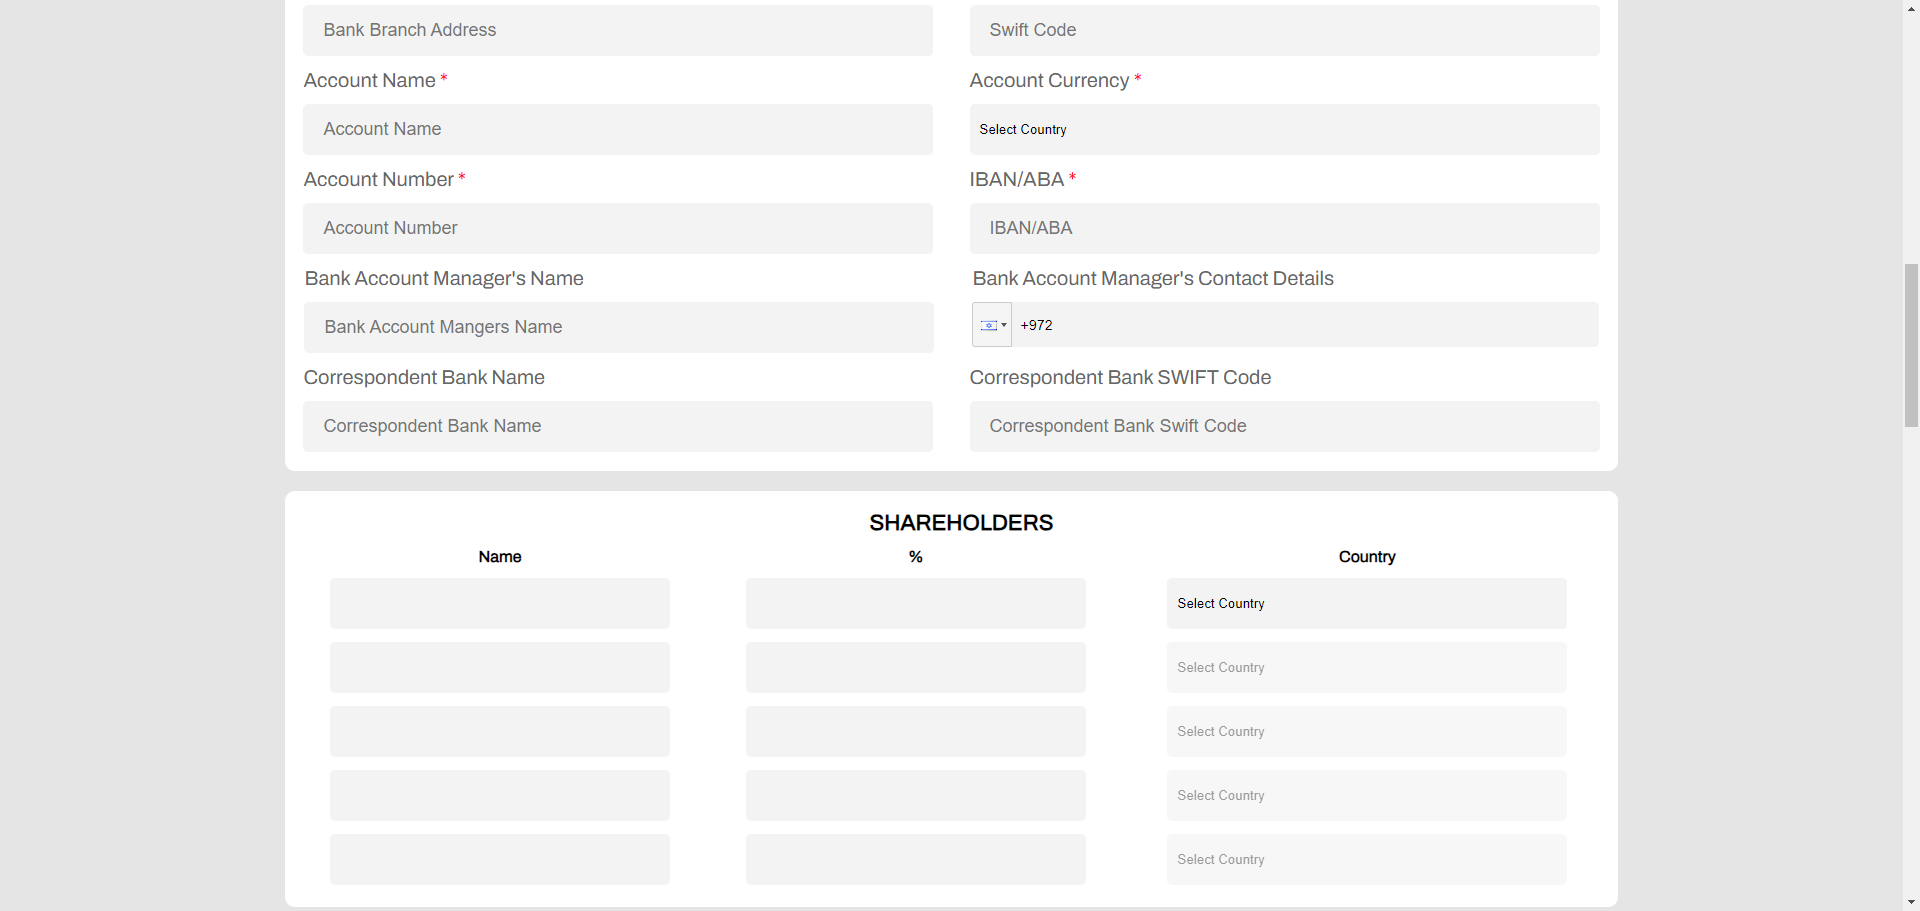 Bank Branch Address
Swift Code
Account Name *
Account Currency *
Account Name
Select Country
Account Number *
IBAN/ABA *
Account Number
IBAN/ABA
Bank Account Manager's Name
Bank Account Manager's Contact Details
Bank Account Mangers Name
+972
Correspondent Bank Name
Correspondent Bank SWIFT Code
Correspondent Bank Name
Correspondent Bank Swift Code
SHAREHOLDERS
Name
%
Country
Select Country
Select Country
Select Country
Select Country
Select Country